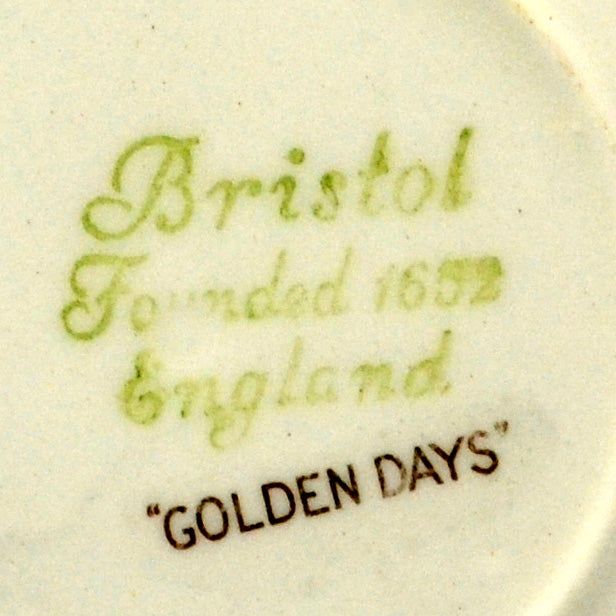 Bristol
Founded 1652
England
"GOLDEN DAYS"